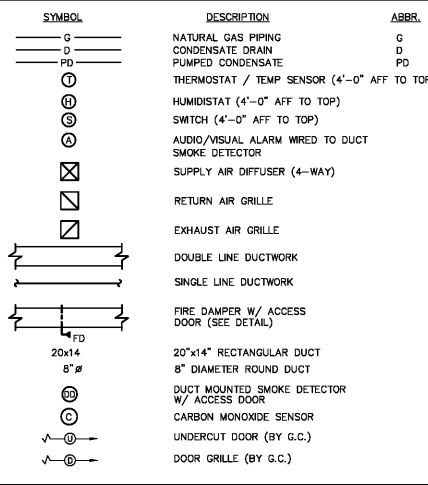 SYMBOL DESCRIPTION ABBR.
G NATURAL GAS PIPING G
D CONDENSATE DRAIN D
PD PUMPED CONDENSATE PD
T THERMOSTAT / TEMP SENSOR (4'-0" AFF TO TOP
H HUMIDISTAT (4'-0" AFF TO TOP)
S SWITCH (4'-0" AFF TO TOP)
A AUDIO/VISUAL ALARM WIRED TO DUCT
SMOKE DETECTOR
SUPPLY AIR DIFFUSER (4-WAY)
RETURN AIR GRILLE
EXHAUST AIR GRILLE
DOUBLE LINE DUCTWORK
SINGLE LINE DUCTWORK
FIRE DAMPER W/ ACCESS
DOOR (SEE DETAIL)
FD
20x14 20"x14" RECTANGULAR DUCT
8"ø 8" DIAMETER ROUND DUCT
DD DUCT MOUNTED SMOKE DETECTOR
W/ ACCESS DOOR
C CARBON MONOXIDE SENSOR
U UNDERCUT DOOR (BY G.C.)
D DOOR GRILLE (BY G.C.)